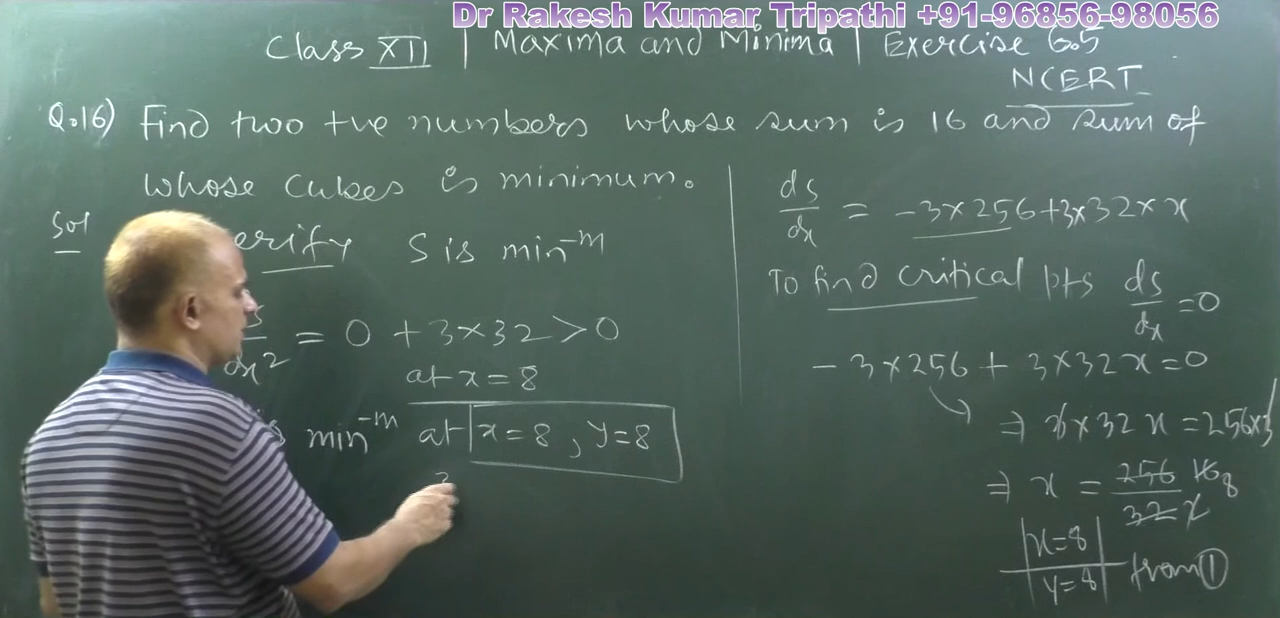 Dr Rakesh Kumar Tripathi +91-96856-98056
Class XII | Maxima and Minima | Exercise 6.5
NCERT
Q.16) Find two +ve numbers whose sum is 16 and sum of
whose cubes is minimum.
Sol
erify S is min-m
dx² = 0 + 3×32 > 0
at x = 8
min-m at x = 8, y = 8
ds/dx = -3×256+3×32×x
To find critical pts ds/dx = 0
-3×256 + 3×32x = 0
⇒ 3×32x = 256×3
⇒ x = 256/32 8
x=8
y=8 from ①